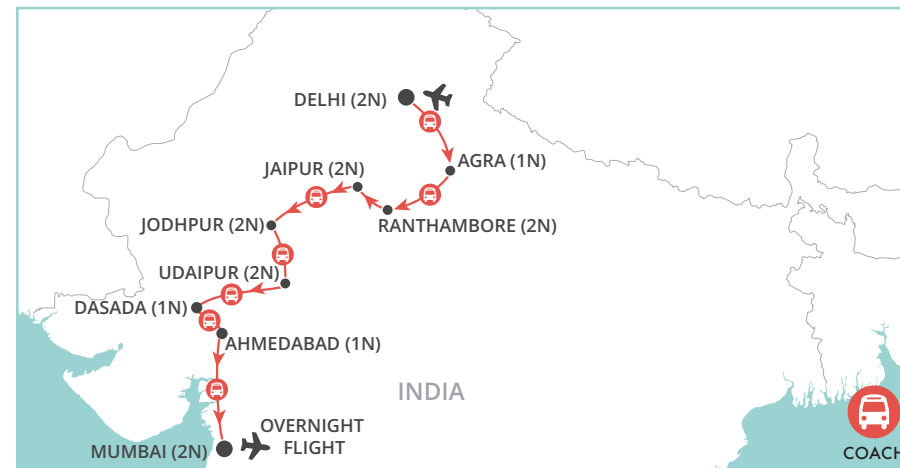 DELHI (2N)
AGRA (1N)
JAIPUR (2N)
RANTHAMBORE (2N)
JODHPUR (2N)
UDAIPUR (2N)
DASADA (1N)
AHMEDABAD (1N)
INDIA
OVERNIGHT
FLIGHT
MUMBAI (2N)
COACH